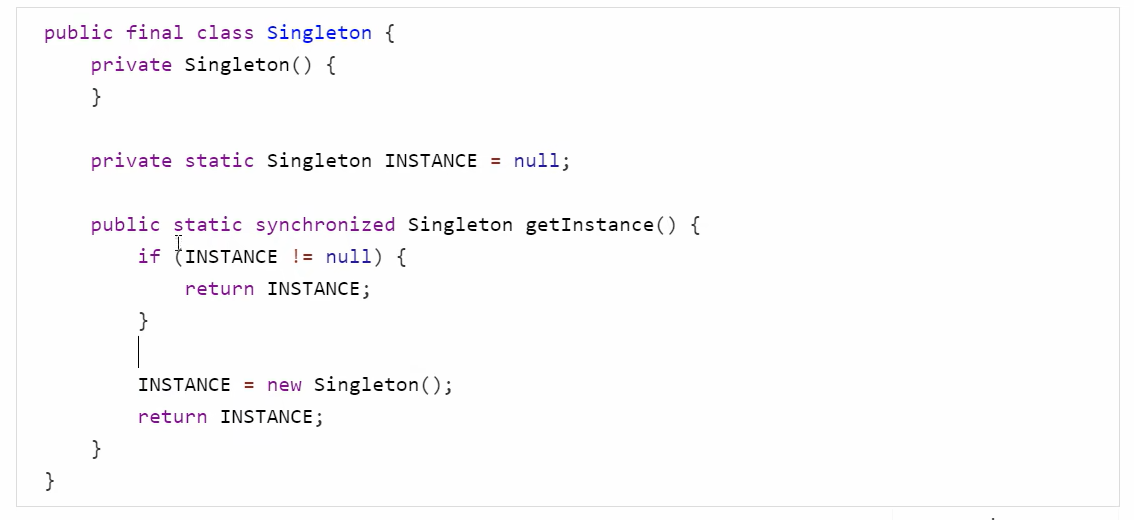 public final class Singleton {
    private Singleton() {
    }

    private static Singleton INSTANCE = null;

    public static synchronized Singleton getInstance() {
        if (INSTANCE != null) {
            return INSTANCE;
        }

        INSTANCE = new Singleton();
        return INSTANCE;
    }
}